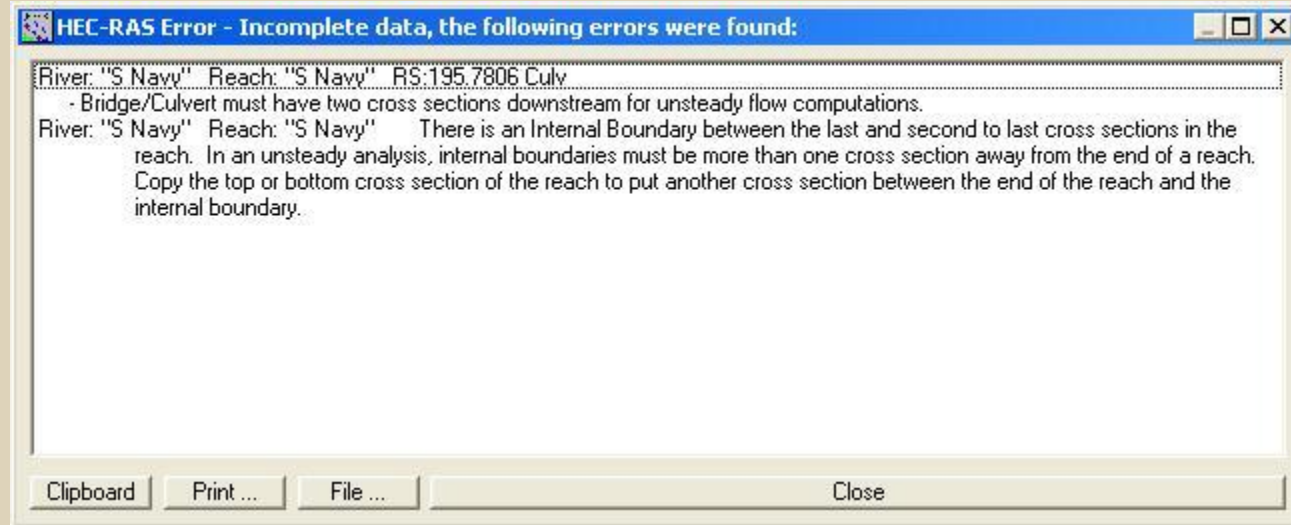 HEC-RAS Error - Incomplete data, the following errors were found:
River: "S Navy" Reach: "S Navy" RS:195.7806 Culv
- Bridge/Culvert must have two cross sections downstream for unsteady flow computations.
River: "S Navy" Reach: "S Navy" There is an Internal Boundary between the last and second to last cross sections in the
reach. In an unsteady analysis, internal boundaries must be more than one cross section away from the end of a reach.
Copy the top or bottom cross section of the reach to put another cross section between the end of the reach and the
internal boundary.
Clipboard Print ... File ... Close